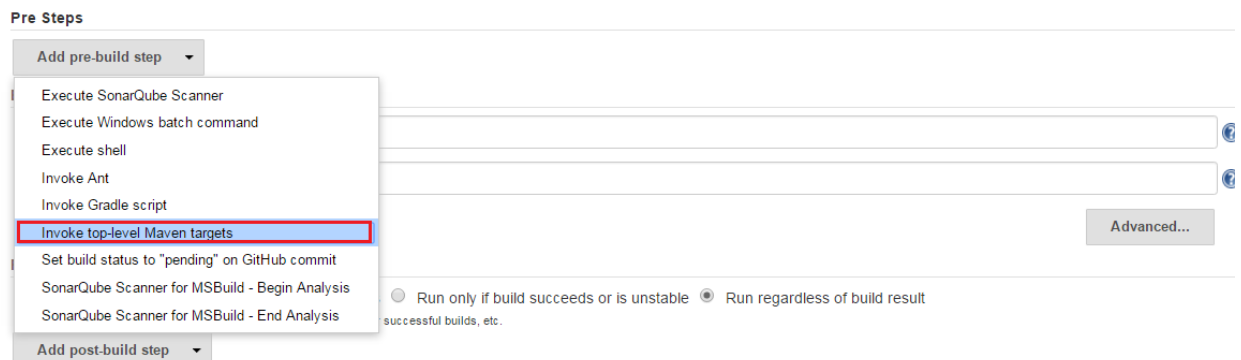 Pre Steps
Add pre-build step
Execute SonarQube Scanner
Execute Windows batch command
Execute shell
Invoke Ant
Invoke Gradle script
Invoke top-level Maven targets
Advanced...
Set build status to "pending" on GitHub commit
SonarQube Scanner for MSBuild - Begin Analysis
Run only if build succeeds or is unstable Run regardless of build result
SonarQube Scanner for MSBuild - End Analysis
successful builds, etc.
Add post-build step